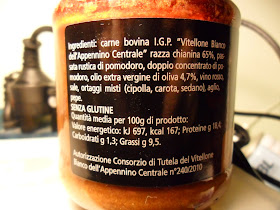 Ingredienti: carne bovina I.G.P. "Vitellone Bianco
dell'Appennino Centrale" razza chianina 65%, pas
sata rustica di pomodoro, doppio concentrato di po
modoro, olio extra vergine di oliva 4,7%, vino rosso,
sale, ortaggi misti (cipolla, carota, sedano), aglio,
pepe.
SENZA GLUTINE
Quantità media per 100g di prodotto:
Valore energetico: kJ 697, kcal 167; Proteine g 18,4
Carboidrati g 1,3; Grassi g 9,5.
Autorizzazione Consorzio di Tutela del Vitellone
Bianco dell'Appennino Centrale n°240/2010